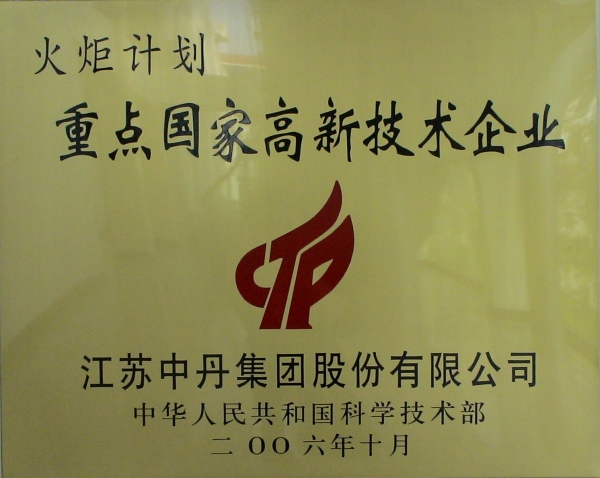 火炬计划
重点国家高新技术企业
CTP
江苏中丹集团股份有限公司
中华人民共和国科学技术部
二OO六年十月